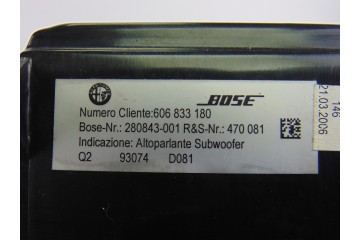 BOSE
Numero Cliente:606 833 180
Bose-Nr.: 280843-001 R&S-Nr.: 470 081
Indicazione: Altoparlante Subwoofer
Q2 93074 D081
146
21.03.2006